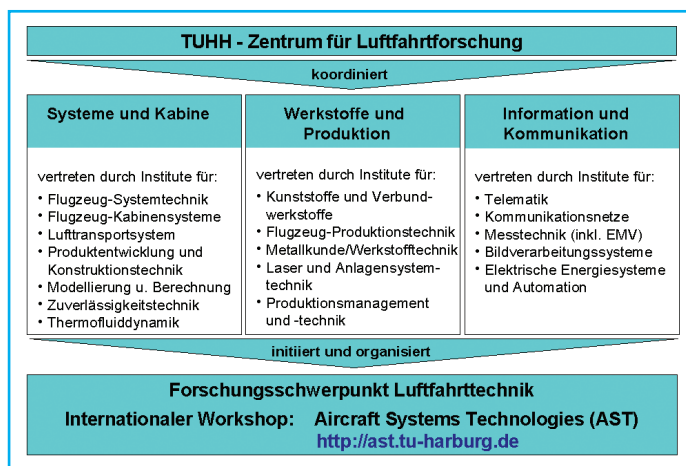 TUHH - Zentrum für Luftfahrtforschung
koordiniert
Systeme und Kabine
vertreten durch Institute für:
• Flugzeug-Systemtechnik
• Flugzeug-Kabinensysteme
• Lufttransportsystem
• Produktentwicklung und
Konstruktionstechnik
• Modellierung u. Berechnung
• Zuverlässigkeitstechnik
• Thermofluiddynamik
Werkstoffe und
Produktion
vertreten durch Institute für:
• Kunststoffe und Verbund-
werkstoffe
• Flugzeug-Produktionstechnik
• Metallkunde/Werkstofftechnik
• Laser und Anlagensystem-
technik
• Produktionsmanagement
und -technik
Information und
Kommunikation
vertreten durch Institute für:
• Telematik
• Kommunikationsnetze
• Messtechnik (inkl. EMV)
• Bildverarbeitungssysteme
• Elektrische Energiesysteme
und Automation
initiiert und organisiert
Forschungsschwerpunkt Luftfahrttechnik
Internationaler Workshop: Aircraft Systems Technologies (AST)
http://ast.tu-harburg.de